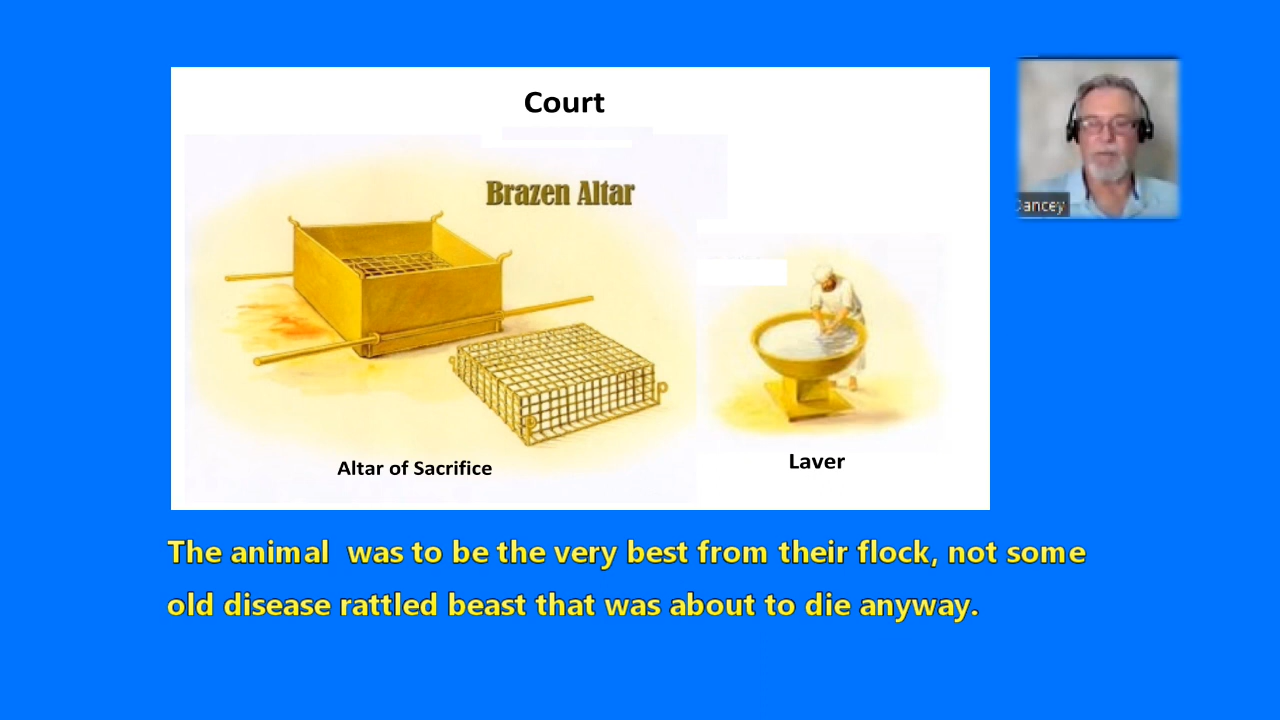 Court
Brazen Altar
Altar of Sacrifice
Laver
Dancey
The animal was to be the very best from their flock, not some
old disease rattled beast that was about to die anyway.